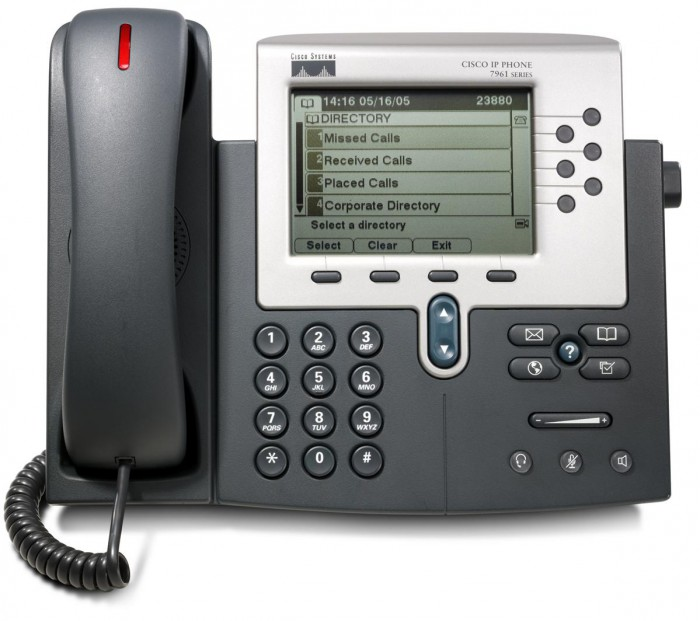 CISCO SYSTEMS
CISCO IP PHONE
7961 SERIES
14:16 05/16/05 23880
DIRECTORY
1 Missed Calls
2 Received Calls
3 Placed Calls
4 Corporate Directory
Select a directory
Select Clear Exit
1 2 ABC 3 DEF
4 GHI 5 JKL 6 MNO
7 PQRS 8 TUV 9 WXYZ
* 0 #
?
- +